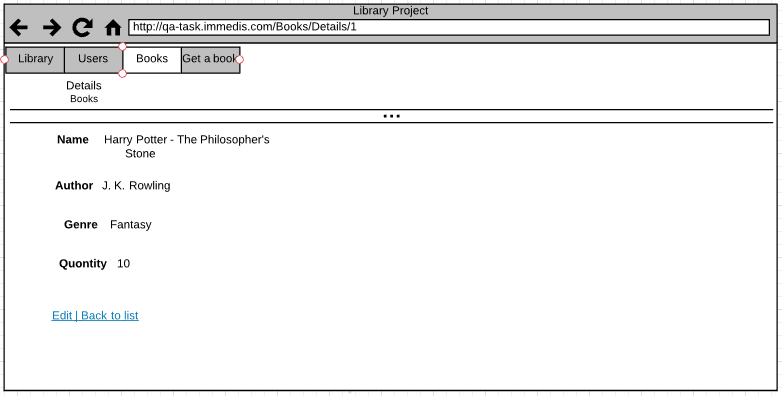 Library Project
http://qa-task.immedis.com/Books/Details/1
Library Users Books Get a book
Details
Books
...
Name Harry Potter - The Philosopher's
Stone
Author J. K. Rowling
Genre Fantasy
Quontity 10
Edit | Back to list